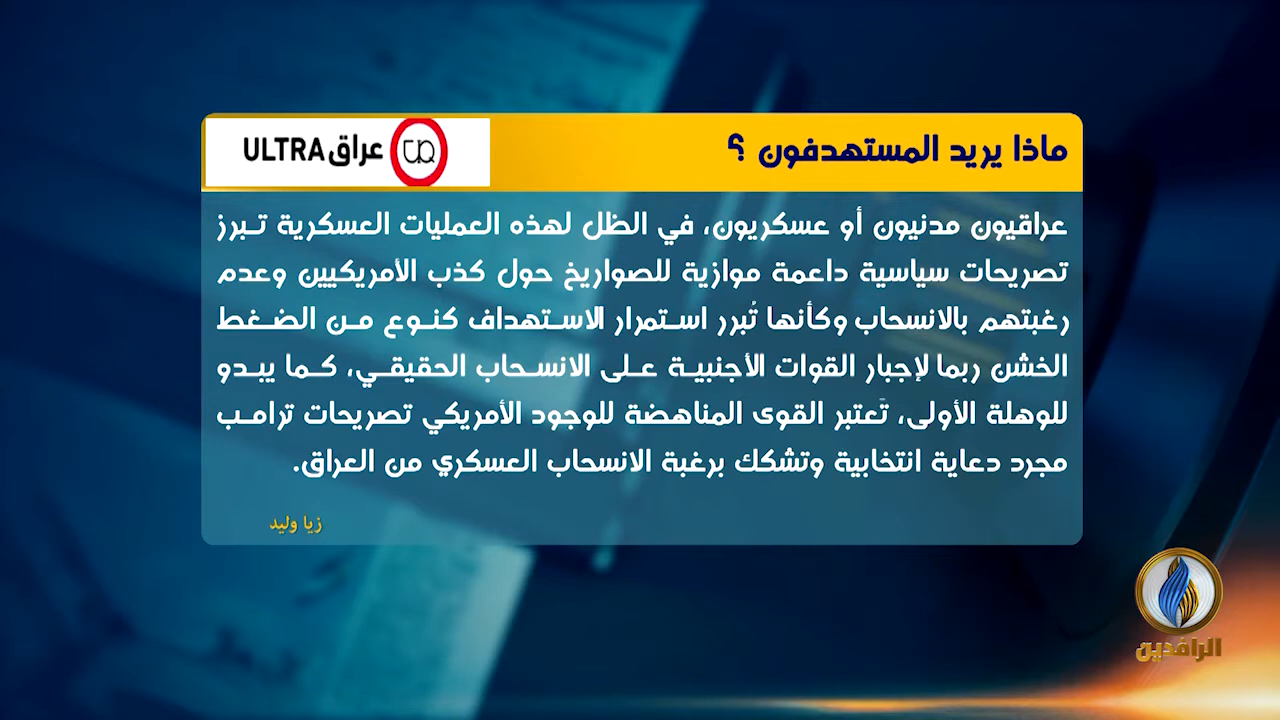 ماذا يريد المستهدفون ؟
عراق ULTRA
عراقيون مدنيون أو عسكريون، في الظل لهذه العمليات العسكرية تبرز
تصريحات سياسية داعمة موازية للصواريخ حول كذب الأمريكيين وعدم
رغبتهم بالانسحاب وكأنها تُبرر استمرار الاستهداف كنوع من الضغط
الخشن ربما لإجبار القوات الأجنبية على الانسحاب الحقيقي، كما يبدو
للوهلة الأولى، تَعتبر القوى المناهضة للوجود الأمريكي تصريحات ترامب
مجرد دعاية انتخابية وتشكك برغبة الانسحاب العسكري من العراق.
زيا وليد
الرافدين